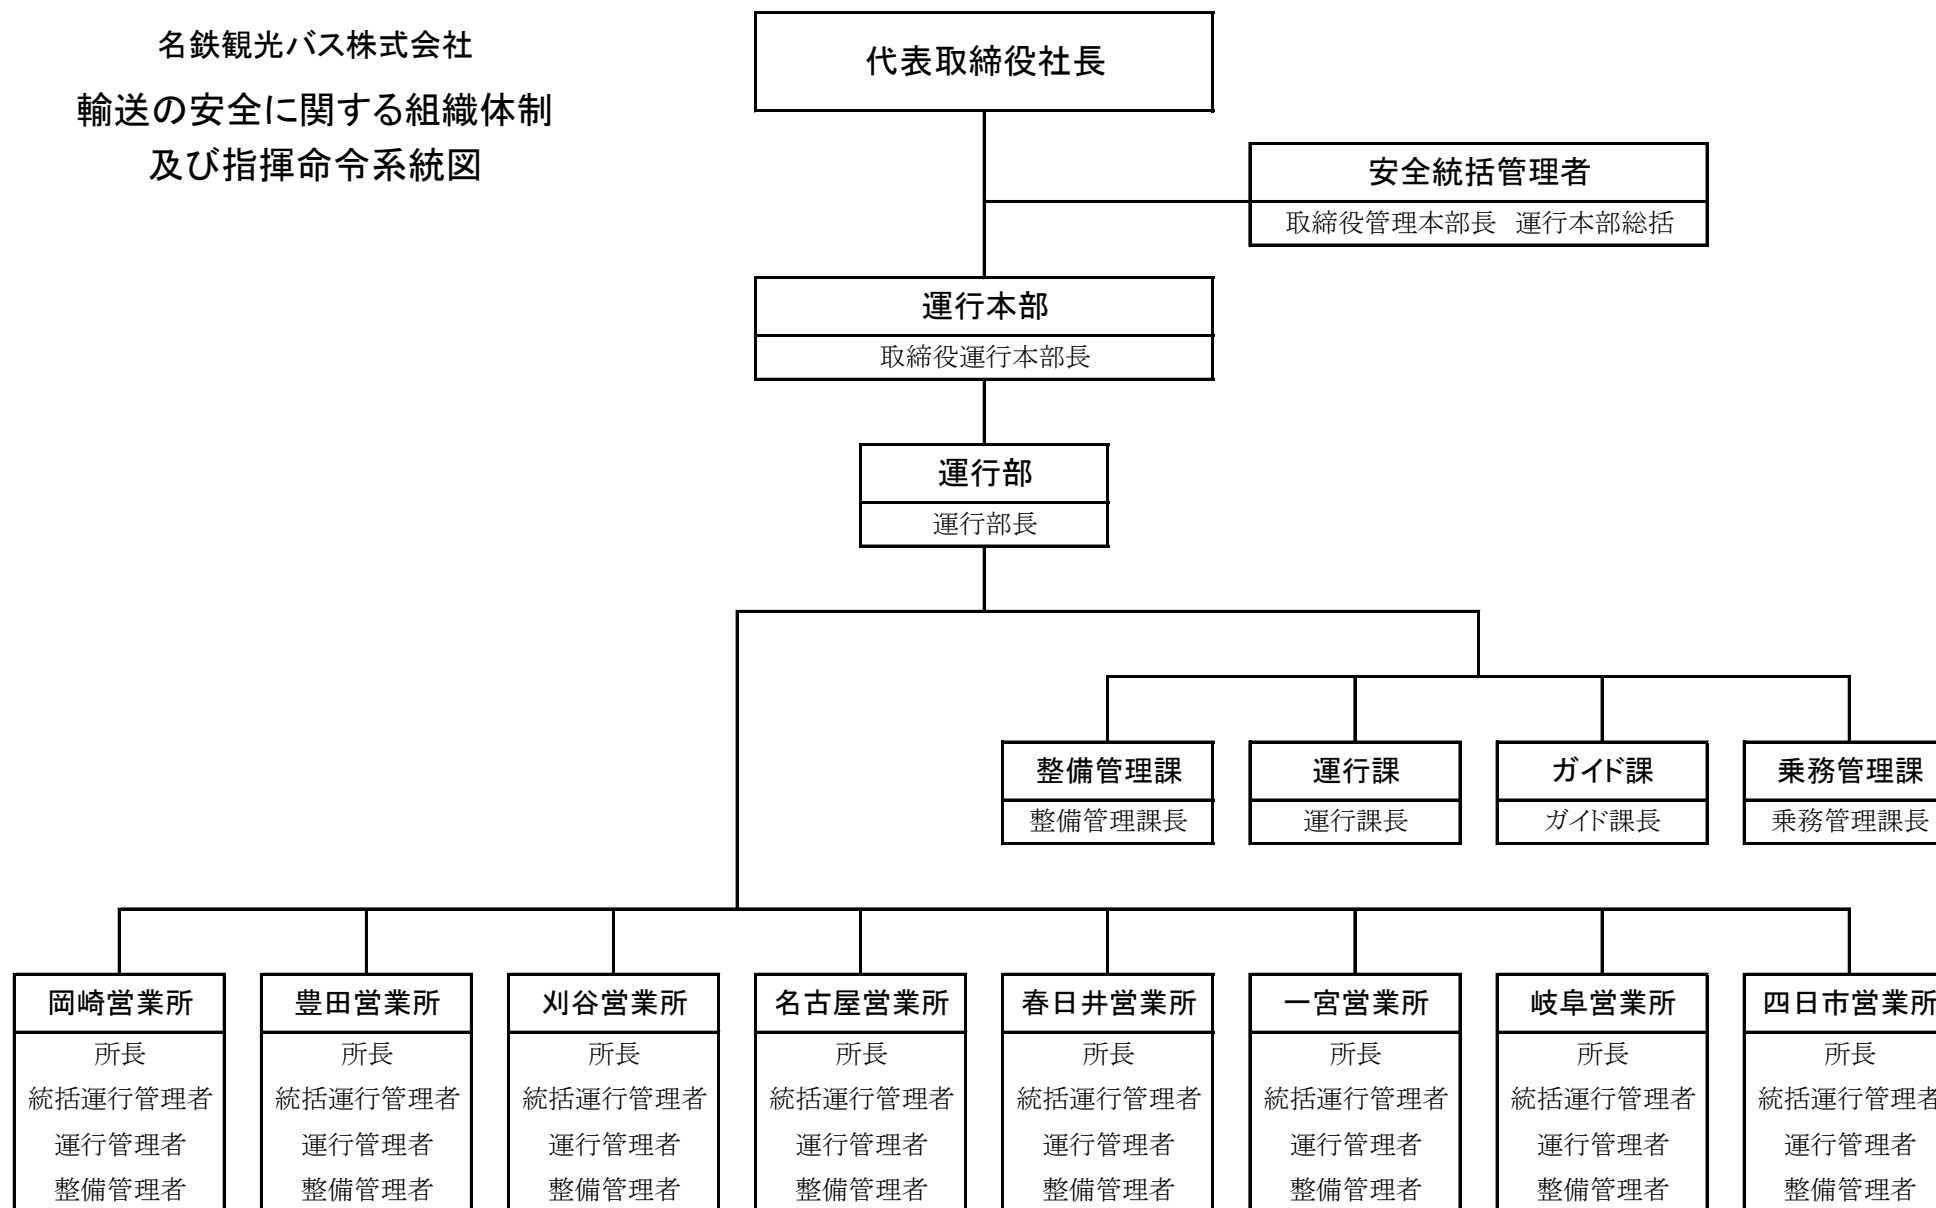 名鉄観光バス株式会社
輸送の安全に関する組織体制
及び指揮命令系統図
代表取締役社長
安全統括管理者
取締役管理本部長 運行本部総括
運行本部
取締役運行本部長
運行部
運行部長
整備管理課
整備管理課長
運行課
運行課長
ガイド課
ガイド課長
乗務管理課
乗務管理課長
岡崎営業所
所長
統括運行管理者
運行管理者
整備管理者
豊田営業所
所長
統括運行管理者
運行管理者
整備管理者
刈谷営業所
所長
統括運行管理者
運行管理者
整備管理者
名古屋営業所
所長
統括運行管理者
運行管理者
整備管理者
春日井営業所
所長
統括運行管理者
運行管理者
整備管理者
一宮営業所
所長
統括運行管理者
運行管理者
整備管理者
岐阜営業所
所長
統括運行管理者
運行管理者
整備管理者
四日市営業所
所長
統括運行管理者
運行管理者
整備管理者